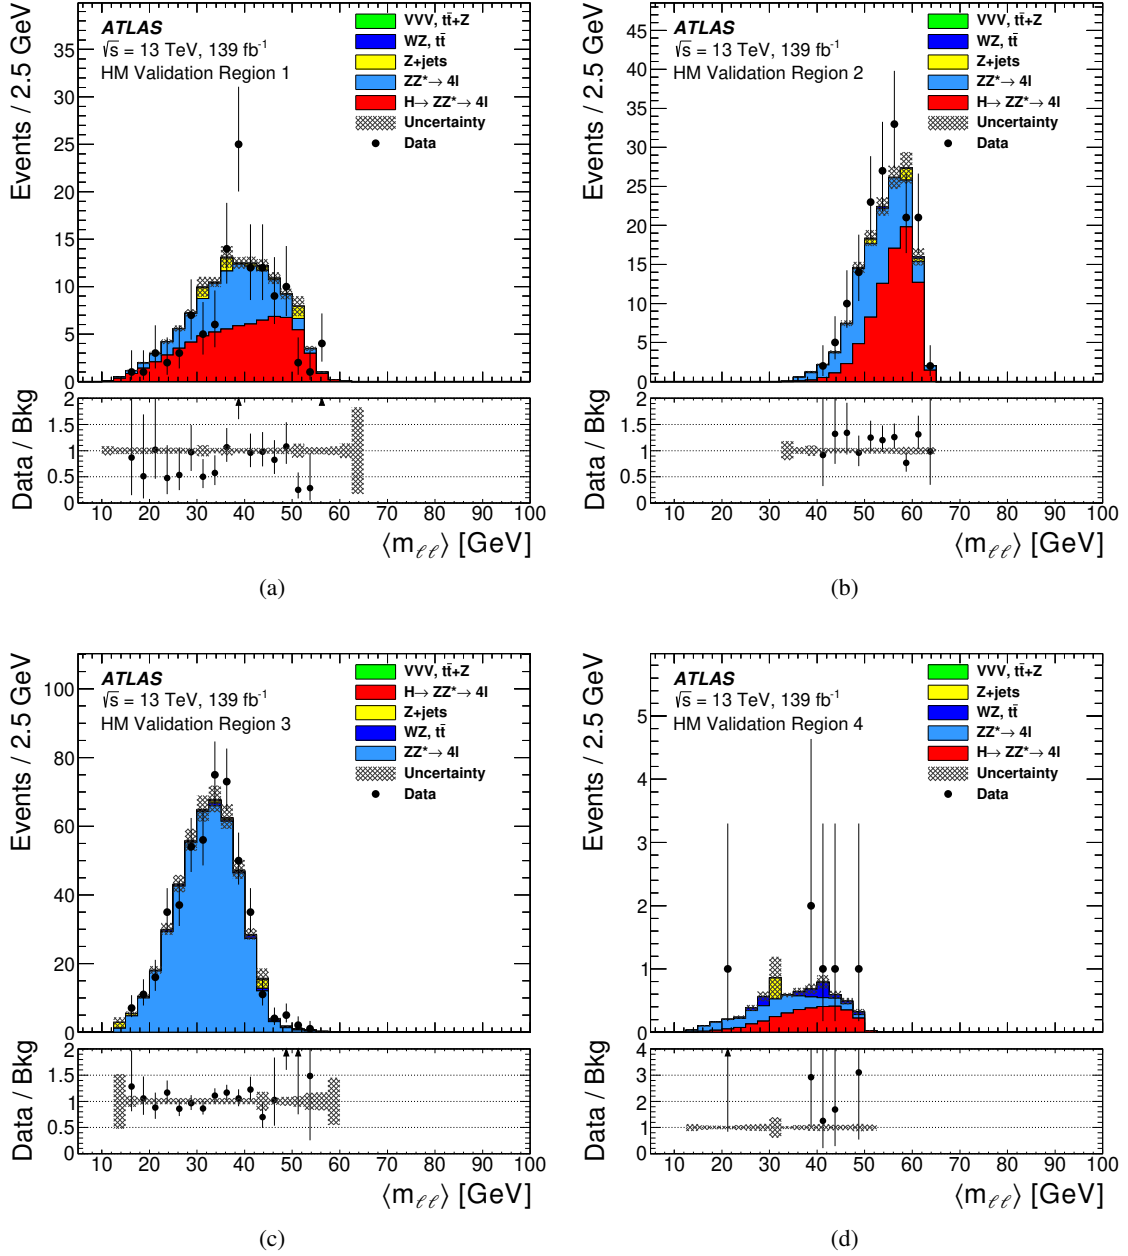 ATLAS
√s = 13 TeV, 139 fb⁻¹
HM Validation Region 1
VVV, tt̄+Z
WZ, tt̄
Z+jets
ZZ*→ 4l
H→ ZZ*→ 4l
Uncertainty
Data
Events / 2.5 GeV
35
30
25
20
15
10
5
0
Data / Bkg
2
1.5
1
0.5
0
10 20 30 40 50 60 70 80 90 100
⟨m_ℓℓ⟩ [GeV]
(a)
ATLAS
√s = 13 TeV, 139 fb⁻¹
HM Validation Region 2
VVV, tt̄+Z
WZ, tt̄
Z+jets
ZZ*→ 4l
H→ ZZ*→ 4l
Uncertainty
Data
Events / 2.5 GeV
45
40
35
30
25
20
15
10
5
0
Data / Bkg
2
1.5
1
0.5
0
10 20 30 40 50 60 70 80 90 100
⟨m_ℓℓ⟩ [GeV]
(b)
ATLAS
√s = 13 TeV, 139 fb⁻¹
HM Validation Region 3
VVV, tt̄+Z
H→ ZZ*→ 4l
Z+jets
WZ, tt̄
ZZ*→ 4l
Uncertainty
Data
Events / 2.5 GeV
100
80
60
40
20
0
Data / Bkg
2
1.5
1
0.5
0
10 20 30 40 50 60 70 80 90 100
⟨m_ℓℓ⟩ [GeV]
(c)
ATLAS
√s = 13 TeV, 139 fb⁻¹
HM Validation Region 4
VVV, tt̄+Z
Z+jets
WZ, tt̄
ZZ*→ 4l
H→ ZZ*→ 4l
Uncertainty
Data
Events / 2.5 GeV
5
4
3
2
1
0
Data / Bkg
4
3
2
1
0
10 20 30 40 50 60 70 80 90 100
⟨m_ℓℓ⟩ [GeV]
(d)